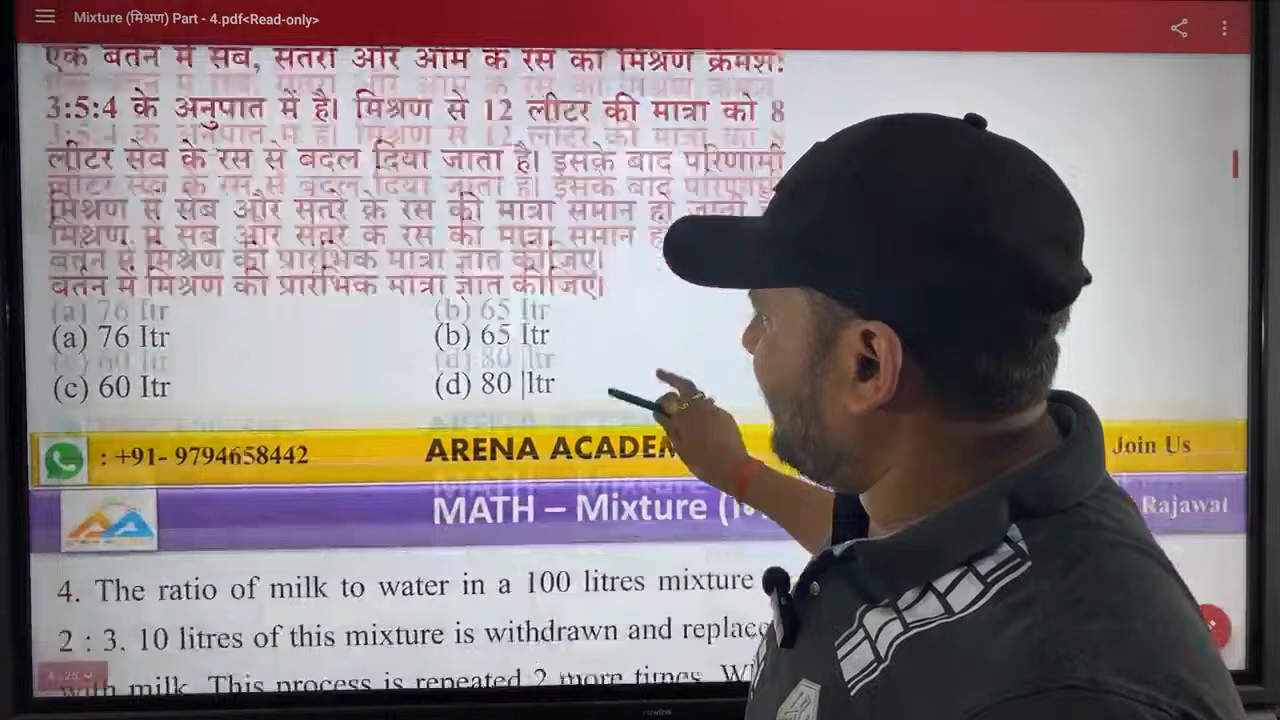 Mixture (मिश्रण) Part - 4.pdf<Read-only>
एक बर्तन में सेब, संतरा और आम के रस का मिश्रण क्रमश:
3:5:4 के अनुपात में है। मिश्रण से 12 लीटर की मात्रा को 8
लीटर सेब के रस से बदल दिया जाता है। इसके बाद परिणामी
मिश्रण में सेब और संतरे के रस की मात्रा समान हो जाती
बर्तन में मिश्रण की प्रारंभिक मात्रा ज्ञात कीजिए।
(a) 76 Itr (b) 65 Itr
(c) 60 Itr (d) 80 |ltr
: +91- 9794658442 ARENA ACADEM Join Us
MATH – Mixture ( Rajawat
4. The ratio of milk to water in a 100 litres mixture
2 : 3. 10 litres of this mixture is withdrawn and replace
with milk. This process is repeated 2 more times.